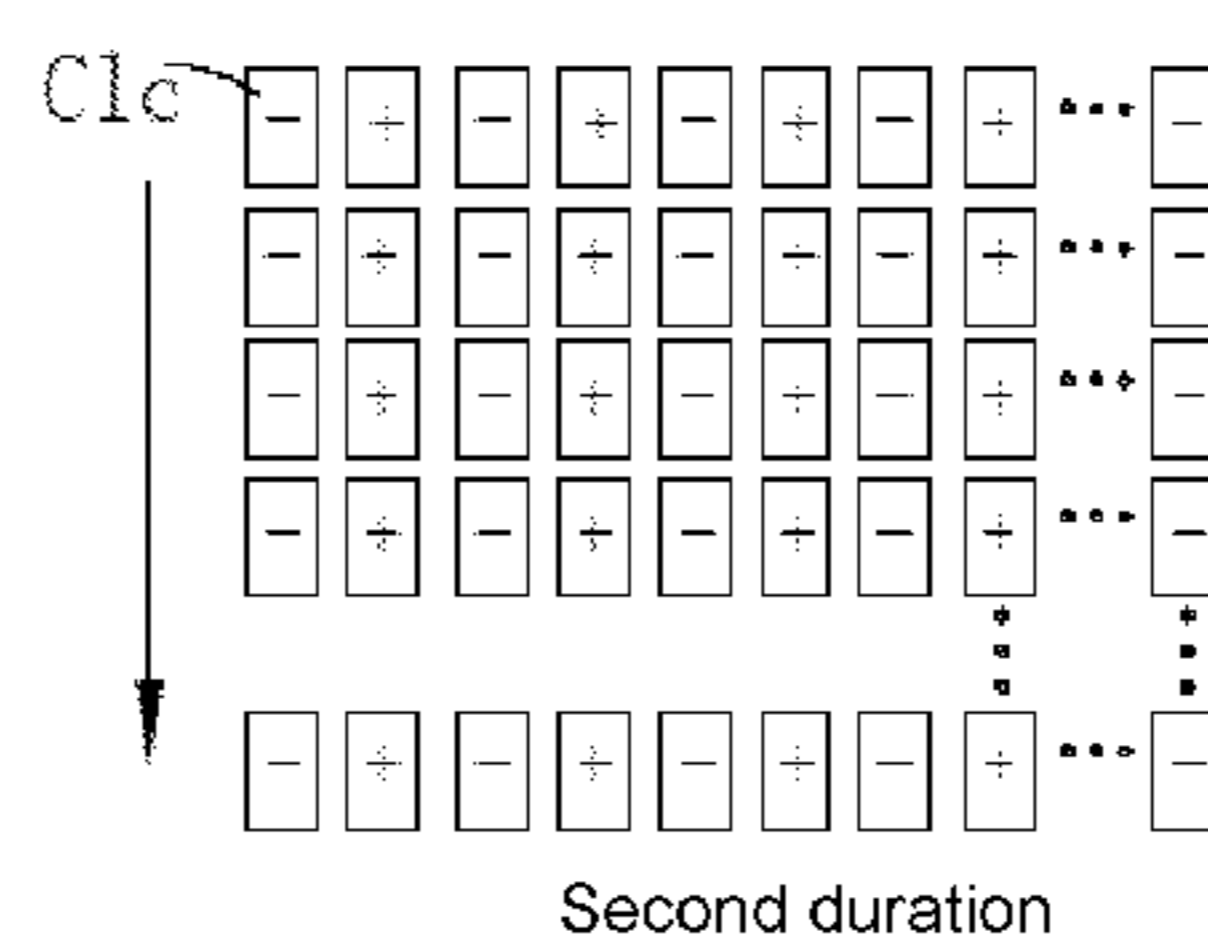 Clc
− + − + − + − + ••• −
− + − + − + − + ••• −
− + − + − + − + ••• −
− + − + − + − + ••• −
− + − + − + − + ••• −
Second duration